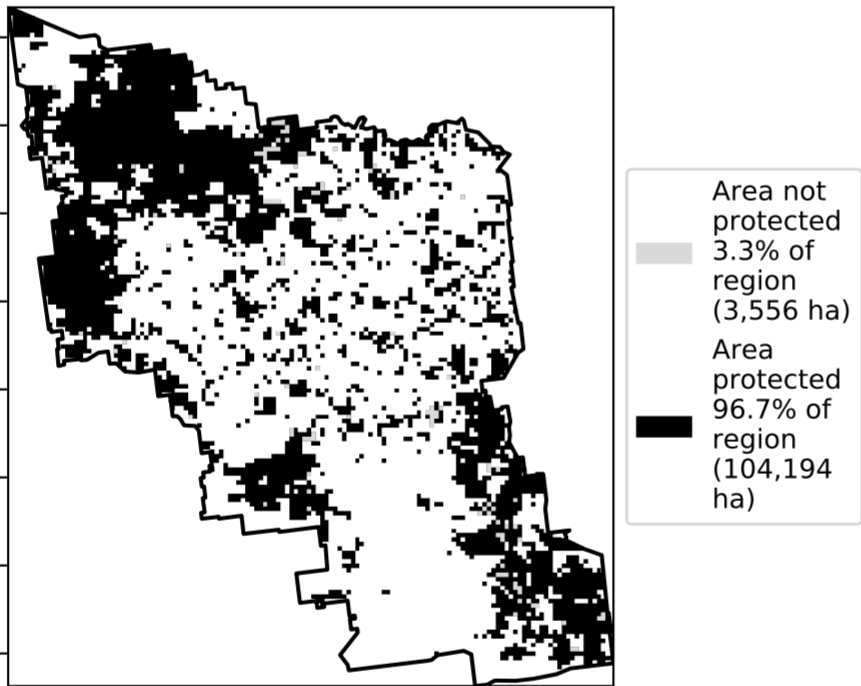 Area not
protected
3.3% of
region
(3,556 ha)
Area
protected
96.7% of
region
(104,194
ha)